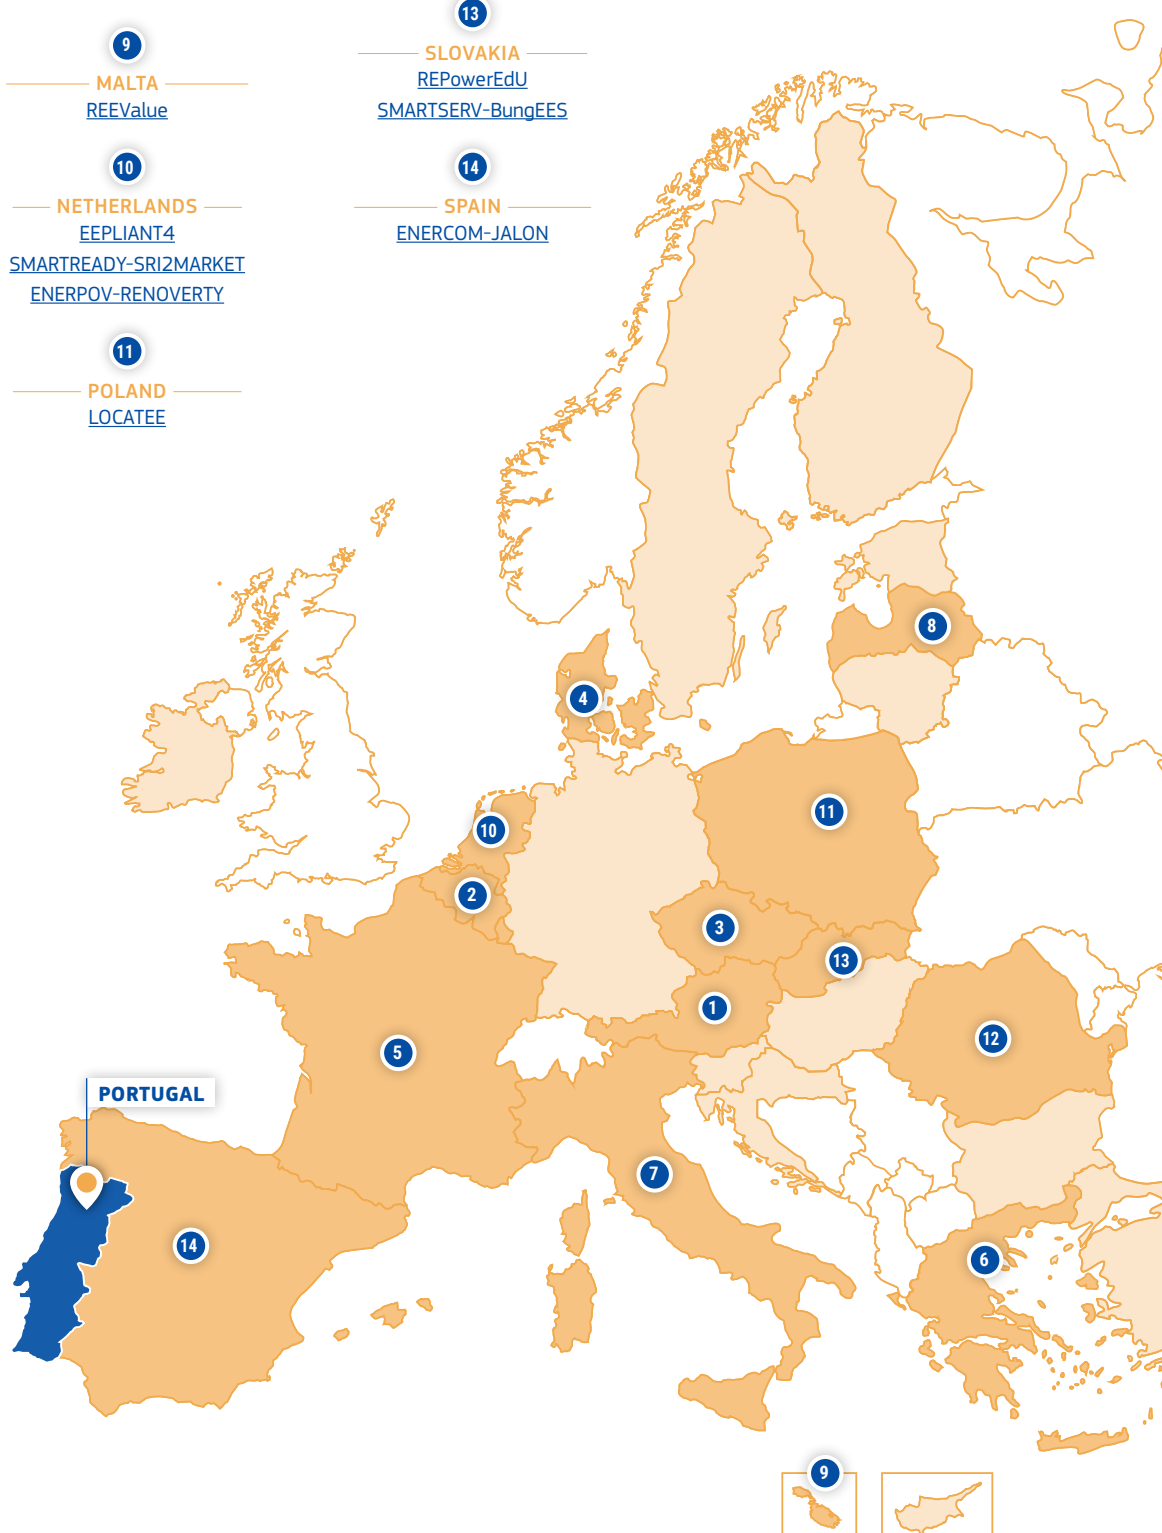 9
MALTA
REEValue
10
NETHERLANDS
EEPLIANT4
SMARTREADY-SRI2MARKET
ENERPOV-RENOVERTY
11
POLAND
LOCATEE
13
SLOVAKIA
REPowerEdU
SMARTSERV-BungEES
14
SPAIN
ENERCOM-JALON
8
4
11
10
2
3
13
1
12
5
PORTUGAL
7
14
6
9